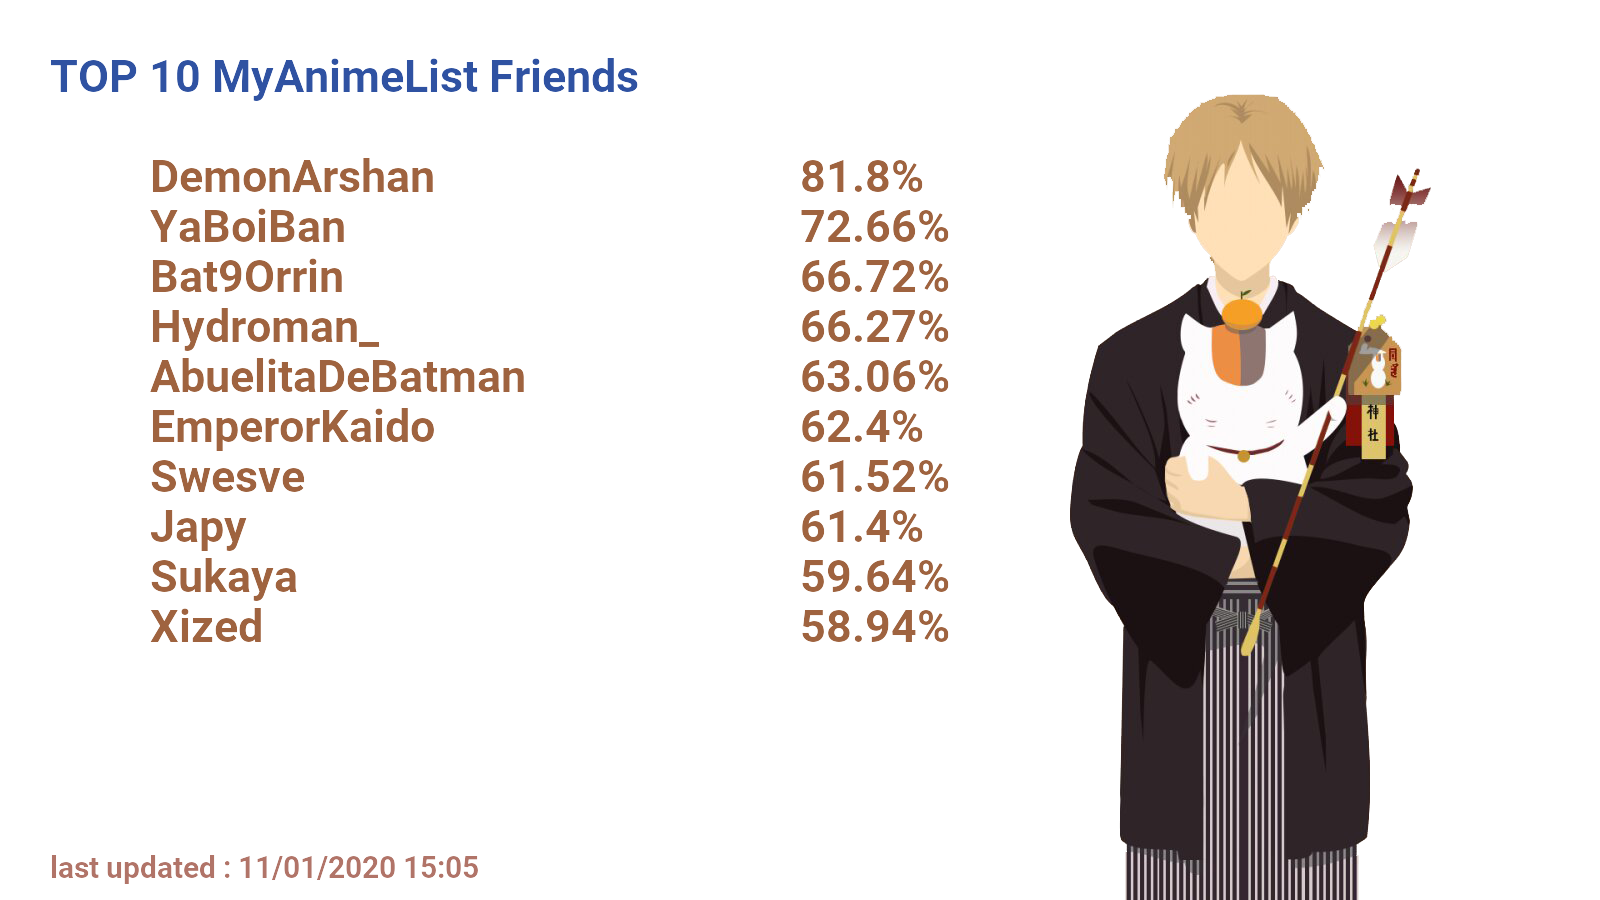 TOP 10 MyAnimeList Friends
DemonArshan 81.8%
YaBoiBan 72.66%
Bat9Orrin 66.72%
Hydroman_ 66.27%
AbuelitaDeBatman 63.06%
EmperorKaido 62.4%
Swesve 61.52%
Japy 61.4%
Sukaya 59.64%
Xized 58.94%
神
社
last updated : 11/01/2020 15:05